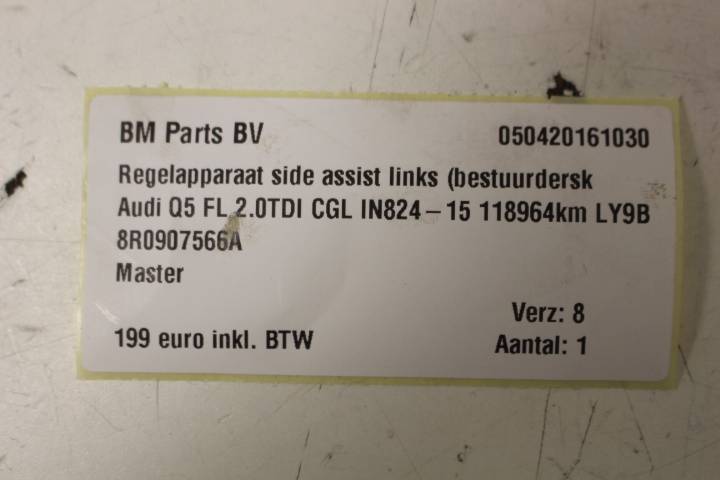 BM Parts BV 050420161030
Regelapparaat side assist links (bestuurdersk
Audi Q5 FL 2.0TDI CGL IN824-15 118964km LY9B
8R0907566A
Master
Verz: 8
199 euro inkl. BTW Aantal: 1